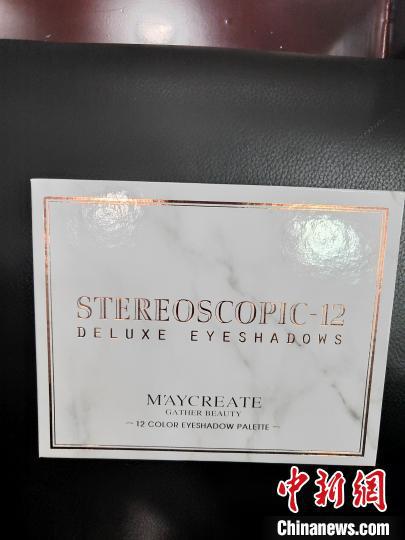 STEREOSCOPIC-12
DELUXE EYESHADOWS
M'AYCREATE
GATHER BEAUTY
~12 COLOR EYESHADOW PALETTE~
中新网
Chinanews.com